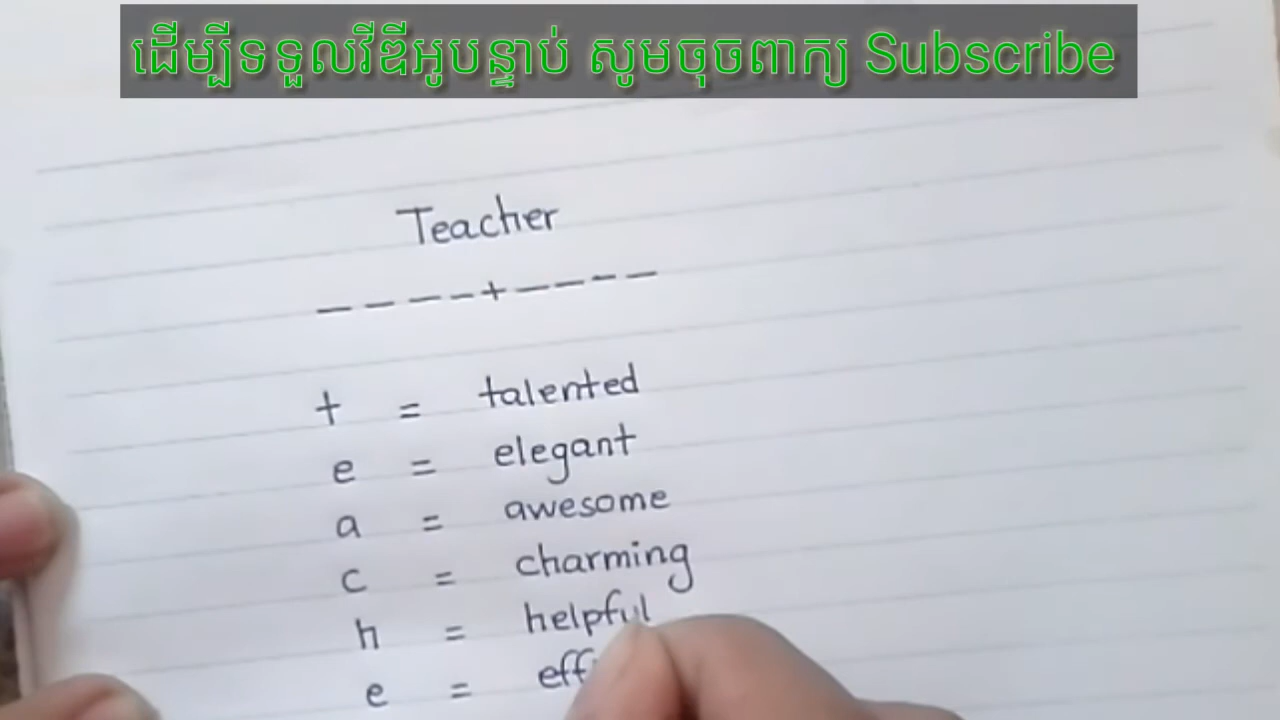 ដើម្បីទទួលវីឌីអូបន្ទាប់ សូមចុចពាក្យ Subscribe
Teacher
----+----
t = talented
e = elegant
a = awesome
c = charming
h = helpful
e = eff